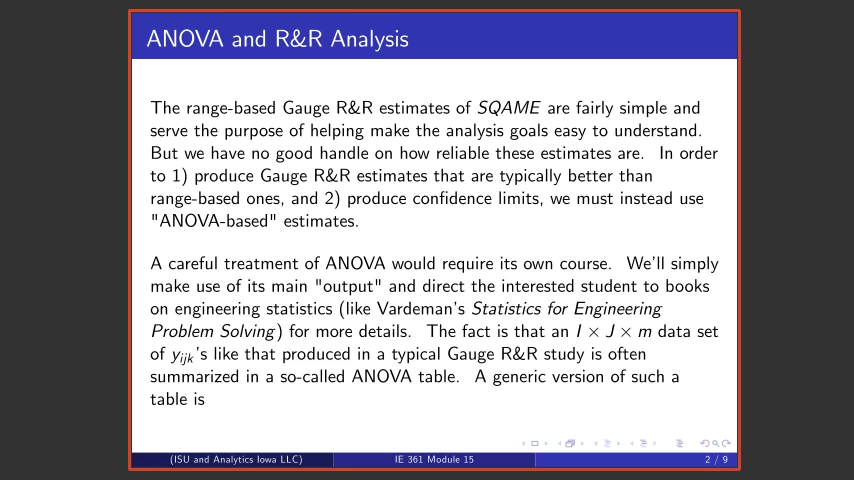 ANOVA and R&R Analysis
The range-based Gauge R&R estimates of SQAME are fairly simple and
serve the purpose of helping make the analysis goals easy to understand.
But we have no good handle on how reliable these estimates are. In order
to 1) produce Gauge R&R estimates that are typically better than
range-based ones, and 2) produce confidence limits, we must instead use
"ANOVA-based" estimates.
A careful treatment of ANOVA would require its own course. We'll simply
make use of its main "output" and direct the interested student to books
on engineering statistics (like Vardeman's Statistics for Engineering
Problem Solving) for more details. The fact is that an I × J × m data set
of yijk's like that produced in a typical Gauge R&R study is often
summarized in a so-called ANOVA table. A generic version of such a
table is
(ISU and Analytics Iowa LLC) IE 361 Module 15 2 / 9